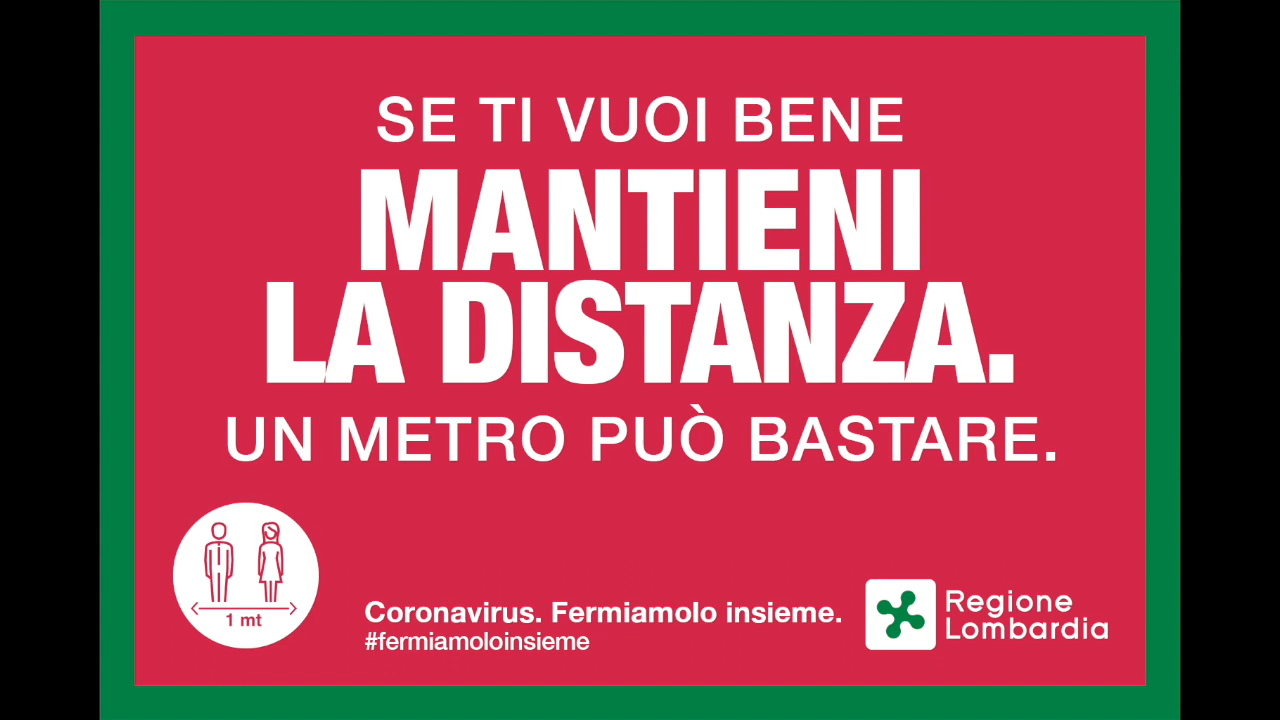 SE TI VUOI BENE
MANTIENI
LA DISTANZA.
UN METRO PUÒ BASTARE.
1 mt
Coronavirus. Fermiamolo insieme.
#fermiamoloinsieme
Regione
Lombardia